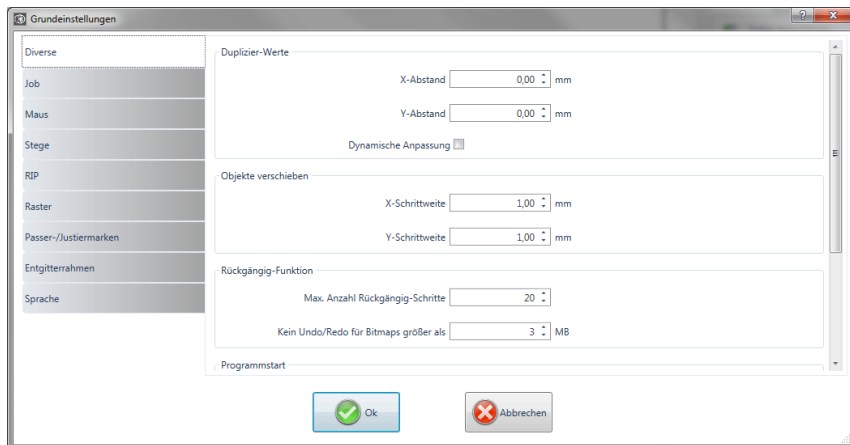 Grundeinstellungen
Diverse
Job
Maus
Stege
RIP
Raster
Passer-/Justiermarken
Entgitterrahmen
Sprache
Duplizier-Werte
X-Abstand 0,00 mm
Y-Abstand 0,00 mm
Dynamische Anpassung
Objekte verschieben
X-Schrittweite 1,00 mm
Y-Schrittweite 1,00 mm
Rückgängig-Funktion
Max. Anzahl Rückgängig-Schritte 20
Kein Undo/Redo für Bitmaps größer als 3 MB
Programmstart
Ok
Abbrechen